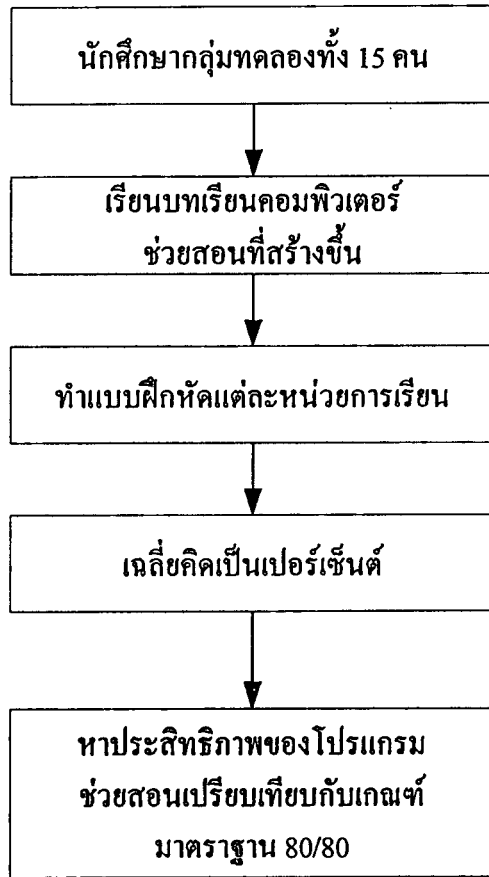 นักศึกษากลุ่มทดลองทั้ง 15 คน
เรียนบทเรียนคอมพิวเตอร์
ช่วยสอนที่สร้างขึ้น
ทำแบบฝึกหัดแต่ละหน่วยการเรียน
เฉลี่ยคิดเป็นเปอร์เซ็นต์
หาประสิทธิภาพของโปรแกรม
ช่วยสอนเปรียบเทียบกับเกณฑ์
มาตราฐาน 80/80